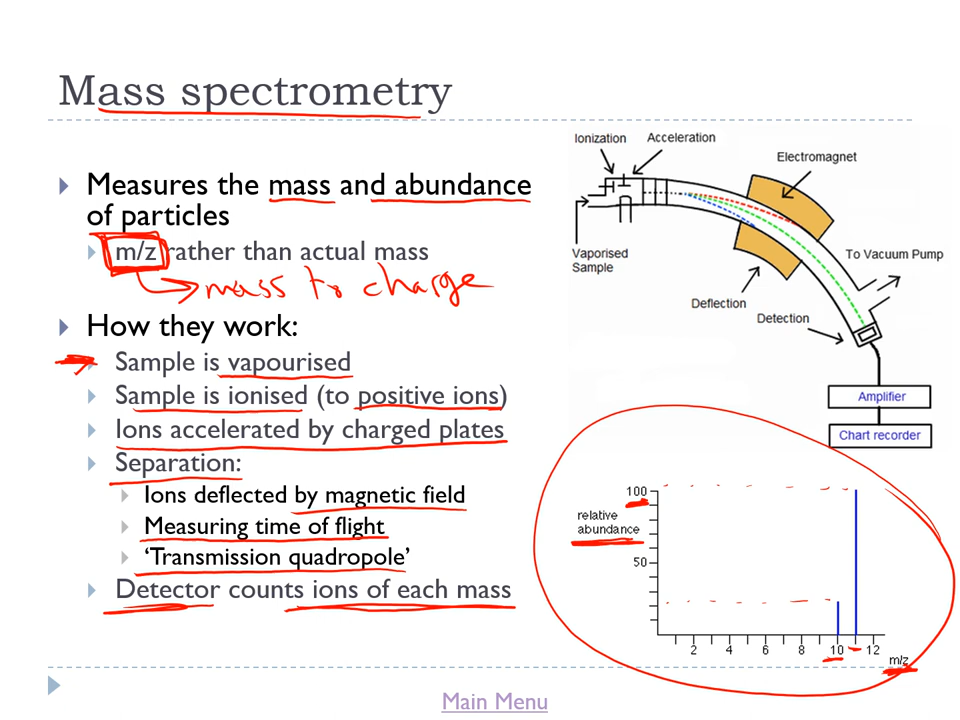 Mass spectrometry
Measures the mass and abundance
of particles
m/z rather than actual mass
mass to charge
How they work:
Sample is vapourised
Sample is ionised (to positive ions)
Ions accelerated by charged plates
Separation:
Ions deflected by magnetic field
Measuring time of flight
‘Transmission quadropole’
Detector counts ions of each mass
Ionization
Acceleration
Electromagnet
Vaporised
Sample
To Vacuum Pump
Deflection
Detection
Amplifier
Chart recorder
100
relative
abundance
50
2 4 6 8 10 12
m/z
Main Menu